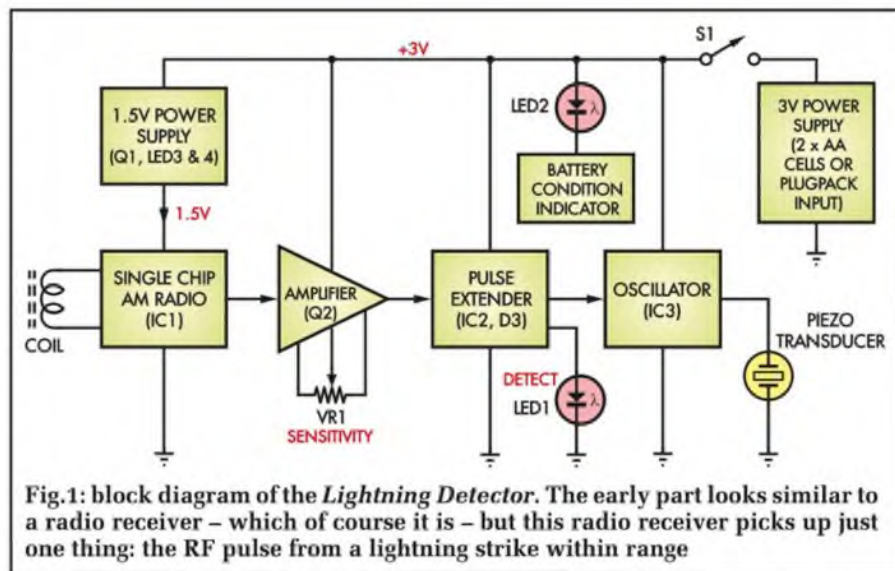 +3V
S1
1.5V POWER
SUPPLY
(Q1, LED3 & 4)
1.5V
LED2
λ
BATTERY
CONDITION
INDICATOR
3V POWER
SUPPLY
(2 x AA
CELLS OR
PLUGPACK
INPUT)
COIL
SINGLE CHIP
AM RADIO
(IC1)
AMPLIFIER
(Q2)
VR1
SENSITIVITY
PULSE
EXTENDER
(IC2, D3)
DETECT
LED1
λ
OSCILLATOR
(IC3)
PIEZO
TRANSDUCER
Fig.1: block diagram of the Lightning Detector. The early part looks similar to
a radio receiver – which of course it is – but this radio receiver picks up just
one thing: the RF pulse from a lightning strike within range